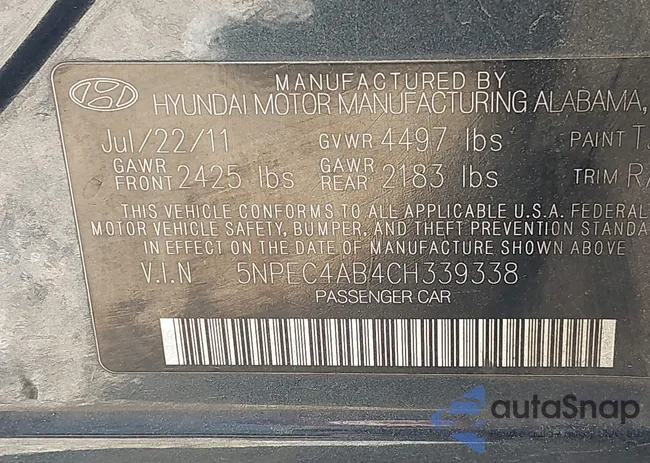 MANUFACTURED BY
HYUNDAI MOTOR MANUFACTURING ALABAMA,
Jul/22/11 GVWR 4497 lbs PAINT T
GAWR FRONT 2425 lbs GAWR REAR 2183 lbs TRIM R
THIS VEHICLE CONFORMS TO ALL APPLICABLE U.S.A. FEDERAL
MOTOR VEHICLE SAFETY, BUMPER, AND THEFT PREVENTION STANDA
IN EFFECT ON THE DATE OF MANUFACTURE SHOWN ABOVE
V.I.N 5NPEC4AB4CH339338
PASSENGER CAR
autoSnap